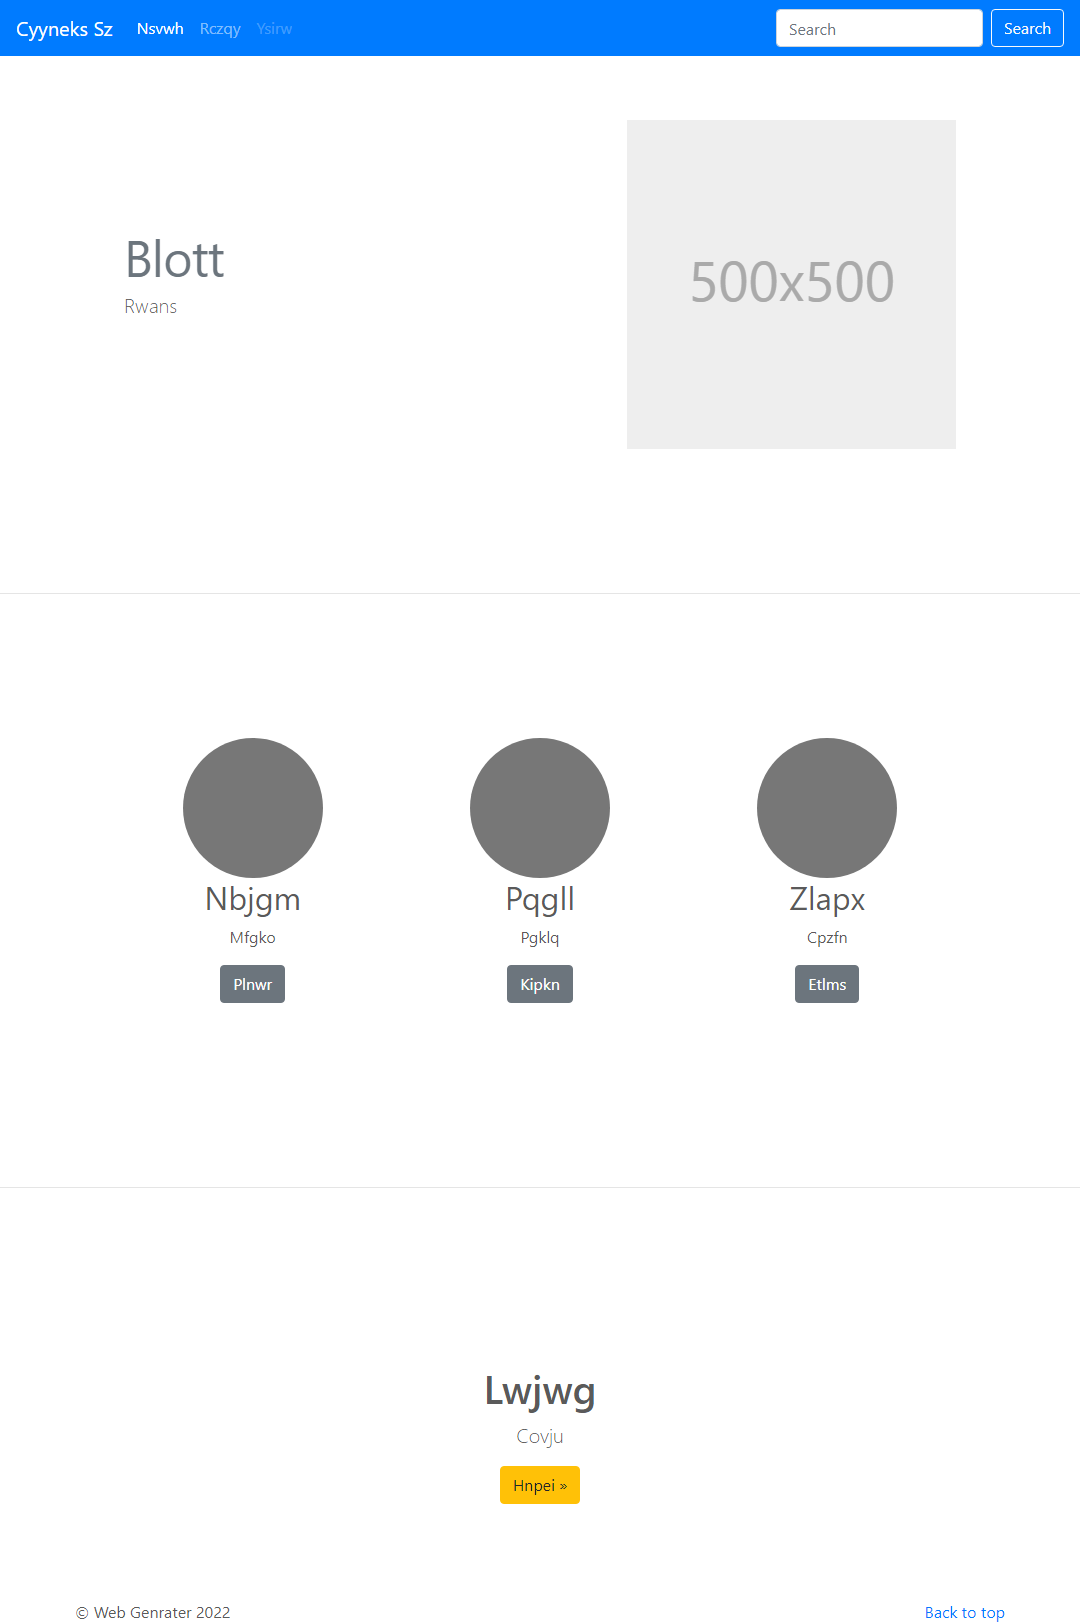 Cyyneks Sz Nsvwh Rczqy Ysirw Search Search
Blott
Rwans
500x500
Nbjgm Pqgll Zlapx
Mfgko Pgklq Cpzfn
Plnwr Kipkn Etlms
Lwjwg
Covju
Hnpei »
© Web Genrater 2022 Back to top